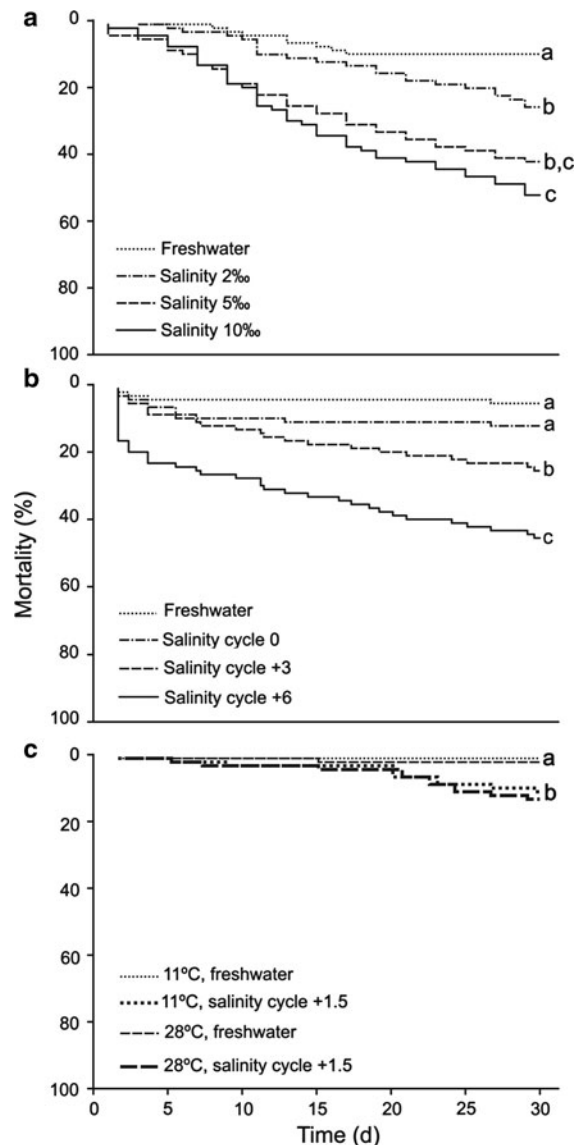 a
0
20
40
60
80
100
a
b
b,c
c
Freshwater
Salinity 2‰
Salinity 5‰
Salinity 10‰
b
0
20
40
60
80
100
Mortality (%)
a
a
b
c
Freshwater
Salinity cycle 0
Salinity cycle +3
Salinity cycle +6
c
0
20
40
60
80
100
a
b
11ºC, freshwater
11ºC, salinity cycle +1.5
28ºC, freshwater
28ºC, salinity cycle +1.5
0 5 10 15 20 25 30
Time (d)